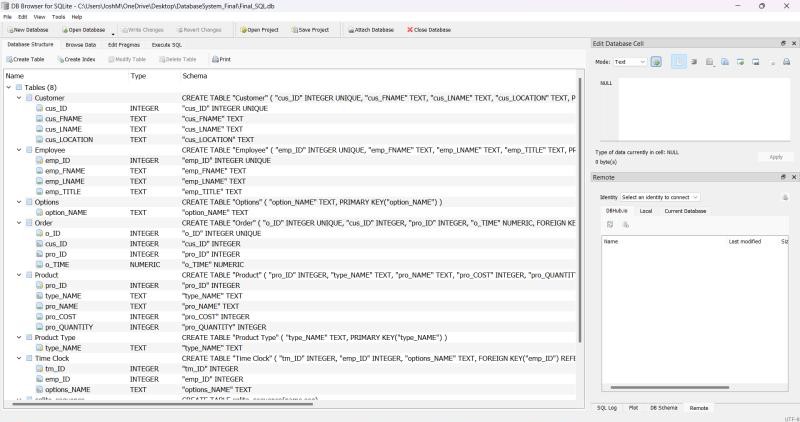 DB Browser for SQLite - C:\Users\JoshM\OneDrive\Desktop\DatabaseSystem_Final\Final_SQL.db
File Edit View Tools Help
New Database Open Database Write Changes Revert Changes Open Project Save Project Attach Database Close Database
Database Structure Browse Data Edit Pragmas Execute SQL
Create Table Create Index Modify Table Delete Table Print
Name Type Schema
Tables (8)
Customer CREATE TABLE "Customer" ( "cus_ID" INTEGER UNIQUE, "cus_FNAME" TEXT, "cus_LNAME" TEXT, "cus_LOCATION" TEXT, P
cus_ID INTEGER "cus_ID" INTEGER UNIQUE
cus_FNAME TEXT "cus_FNAME" TEXT
cus_LNAME TEXT "cus_LNAME" TEXT
cus_LOCATION TEXT "cus_LOCATION" TEXT
Employee CREATE TABLE "Employee" ( "emp_ID" INTEGER UNIQUE, "emp_FNAME" TEXT, "emp_LNAME" TEXT, "emp_TITLE" TEXT, PR
emp_ID INTEGER "emp_ID" INTEGER UNIQUE
emp_FNAME TEXT "emp_FNAME" TEXT
emp_LNAME TEXT "emp_LNAME" TEXT
emp_TITLE TEXT "emp_TITLE" TEXT
Options CREATE TABLE "Options" ( "option_NAME" TEXT, PRIMARY KEY("option_NAME") )
option_NAME TEXT "option_NAME" TEXT
Order CREATE TABLE "Order" ( "o_ID" INTEGER UNIQUE, "cus_ID" INTEGER, "pro_ID" INTEGER, "o_TIME" NUMERIC, FOREIGN KE
o_ID INTEGER "o_ID" INTEGER UNIQUE
cus_ID INTEGER "cus_ID" INTEGER
pro_ID INTEGER "pro_ID" INTEGER
o_TIME NUMERIC "o_TIME" NUMERIC
Product CREATE TABLE "Product" ( "pro_ID" INTEGER, "type_NAME" TEXT, "pro_NAME" TEXT, "pro_COST" INTEGER, "pro_QUANTIT
pro_ID INTEGER "pro_ID" INTEGER
type_NAME TEXT "type_NAME" TEXT
pro_NAME TEXT "pro_NAME" TEXT
pro_COST INTEGER "pro_COST" INTEGER
pro_QUANTITY INTEGER "pro_QUANTITY" INTEGER
Product Type CREATE TABLE "Product Type" ( "type_NAME" TEXT, PRIMARY KEY("type_NAME") )
type_NAME TEXT "type_NAME" TEXT
Time Clock CREATE TABLE "Time Clock" ( "tm_ID" INTEGER, "emp_ID" INTEGER, "options_NAME" TEXT, FOREIGN KEY("emp_ID") REFE
tm_ID INTEGER "tm_ID" INTEGER
emp_ID INTEGER "emp_ID" INTEGER
options_NAME TEXT "options_NAME" TEXT
sqlite_sequence CREATE TABLE sqlite_sequence(name,seq)
Edit Database Cell
Mode: Text
NULL
Type of data currently in cell: NULL
0 byte(s)
Apply
Remote
Identity Select an identity to connect
DBHub.io Local Current Database
Name Last modified Siz
SQL Log Plot DB Schema Remote
UTF-8